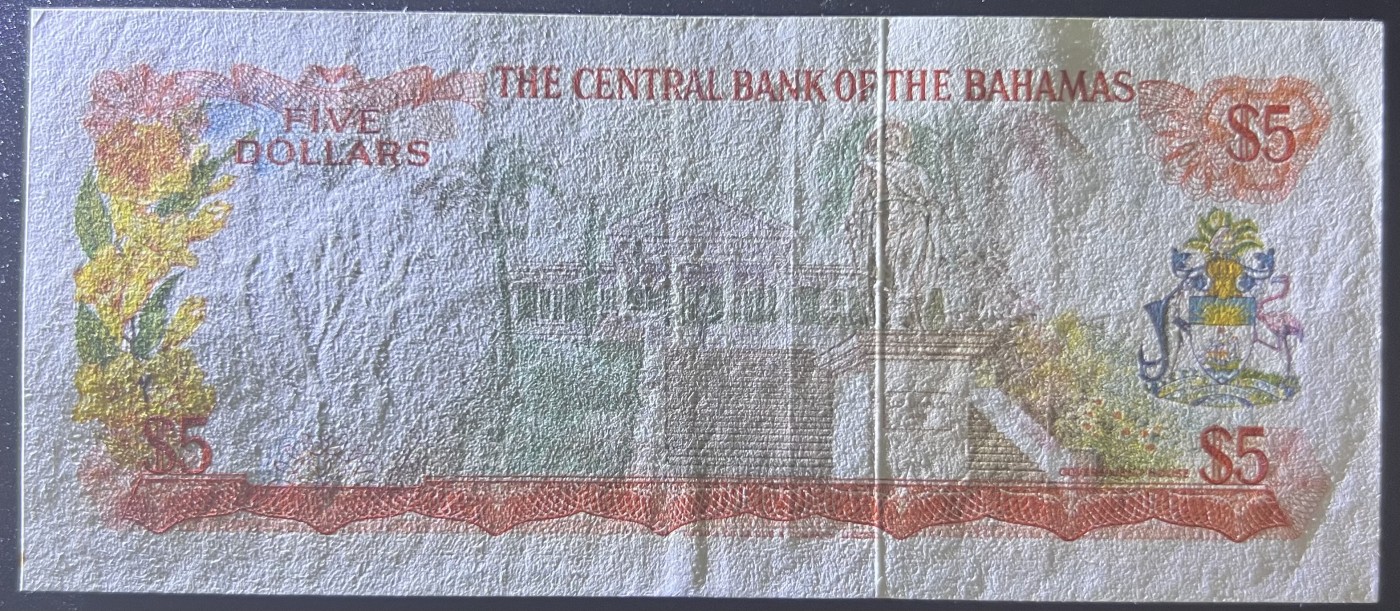 THE CENTRAL BANK OF THE BAHAMAS
FIVE
DOLLARS
$5
$5
$5